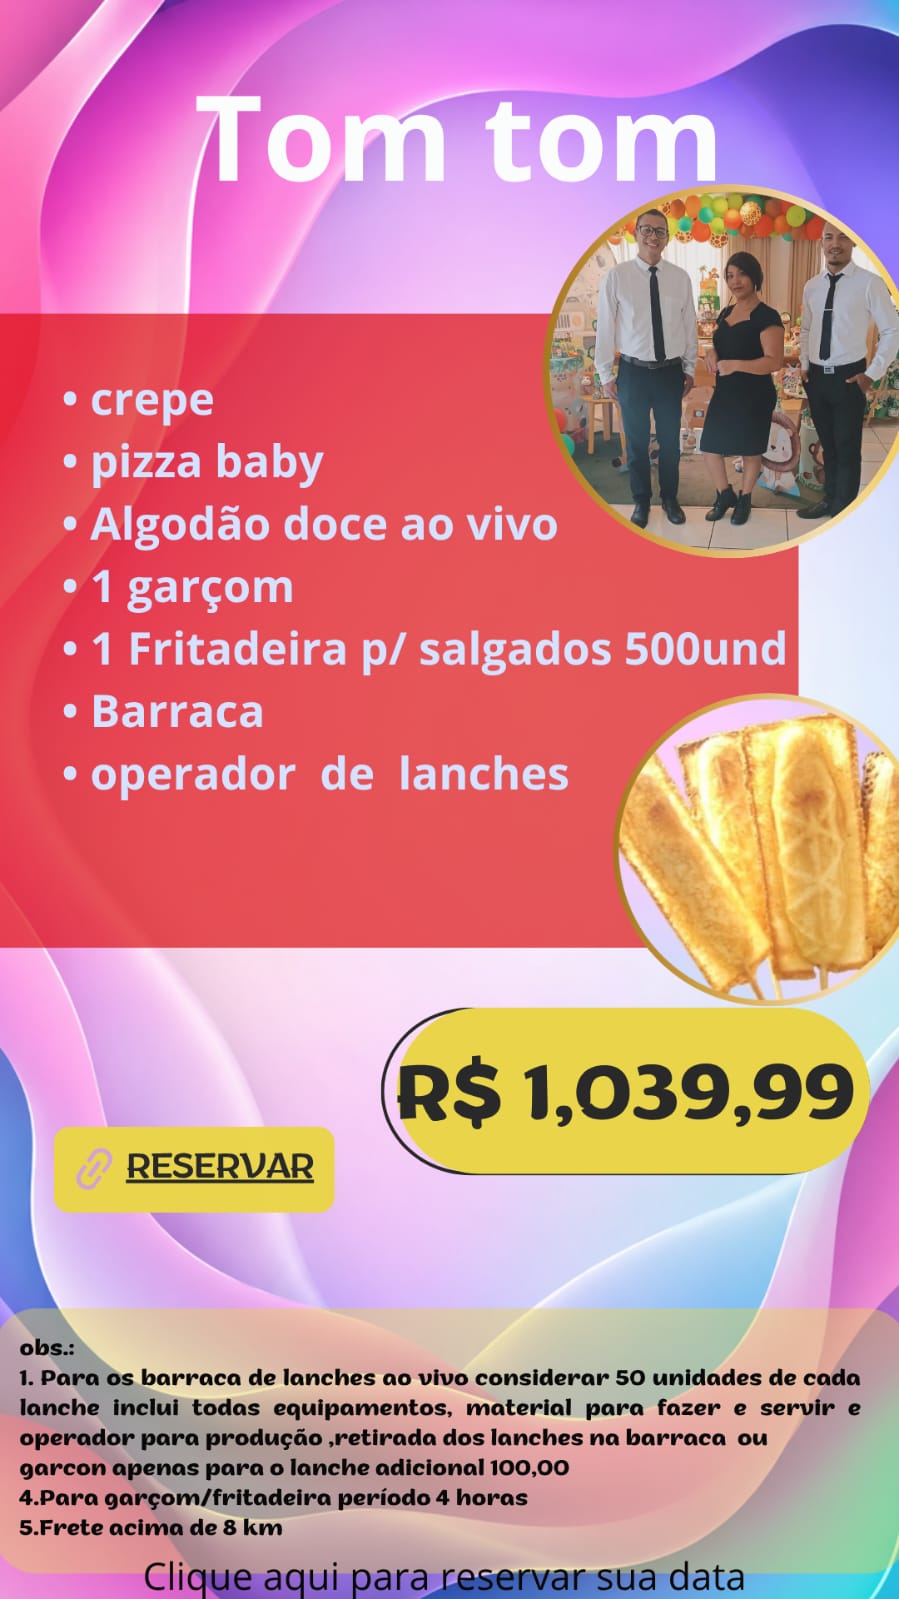 Tom tom
• crepe
• pizza baby
• Algodão doce ao vivo
• 1 garçom
• 1 Fritadeira p/ salgados 500und
• Barraca
• operador de lanches
R$ 1,039,99
RESERVAR
obs.:
1. Para os barraca de lanches ao vivo considerar 50 unidades de cada
lanche inclui todas equipamentos, material para fazer e servir e
operador para produção ,retirada dos lanches na barraca ou
garcon apenas para o lanche adicional 100,00
4.Para garçom/fritadeira período 4 horas
5.Frete acima de 8 km
Clique aqui para reservar sua data